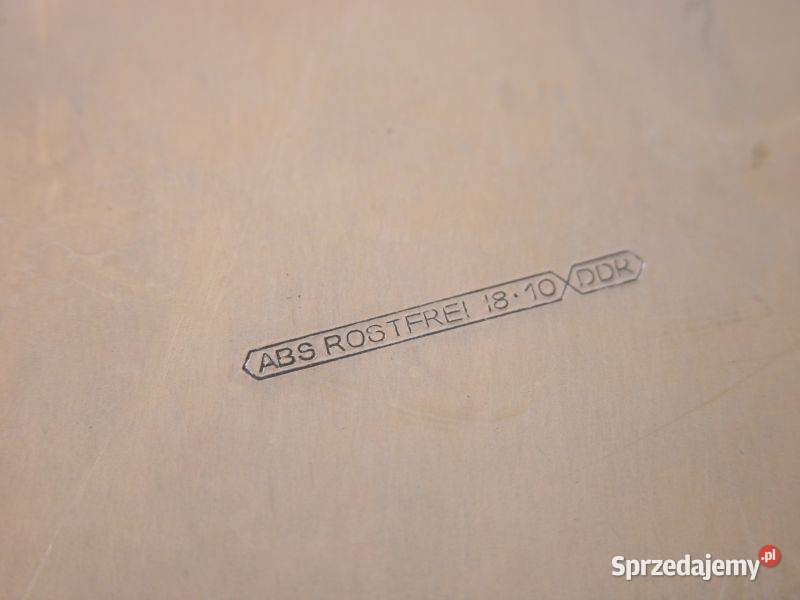 ABS ROSTFREI 18·10 DDR
Sprzedajemy.pl